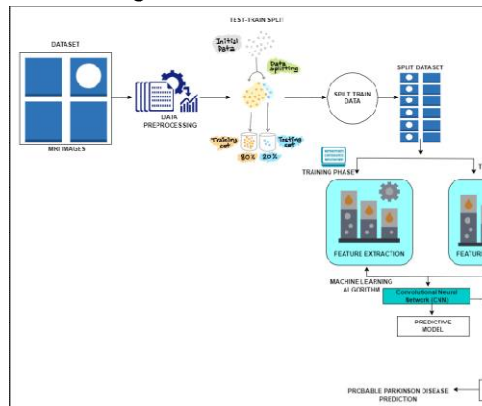 TEST-TRAIN SPLIT
DATASET
MRI IMAGES
DATA
PREPROCESSING
Initial
Data
Data
splitting
Training
set
80%
Testing
set
20%
SPLIT TRAIN
DATA
SPLIT DATASET
TRAINING PHASE
T
FEATURE EXTRACTION
FEATURE
MACHINE LEARNING
ALGORITHM
Convolutional Neural
Network (CNN)
PREDICTIVE
MODEL
PROBABLE PARKINSON DISEASE
PREDICTION